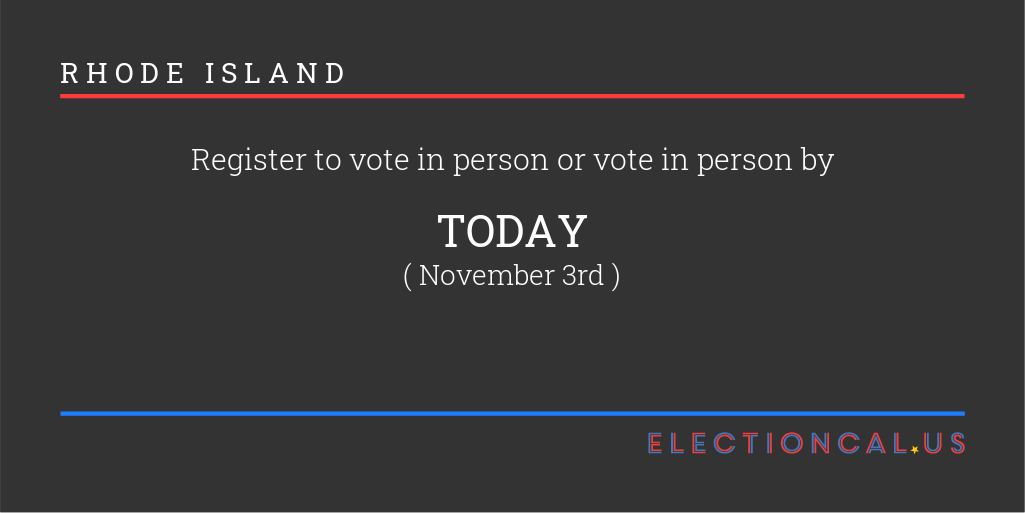 RHODE ISLAND
Register to vote in person or vote in person by
TODAY
( November 3rd )
ELECTIONCAL.US